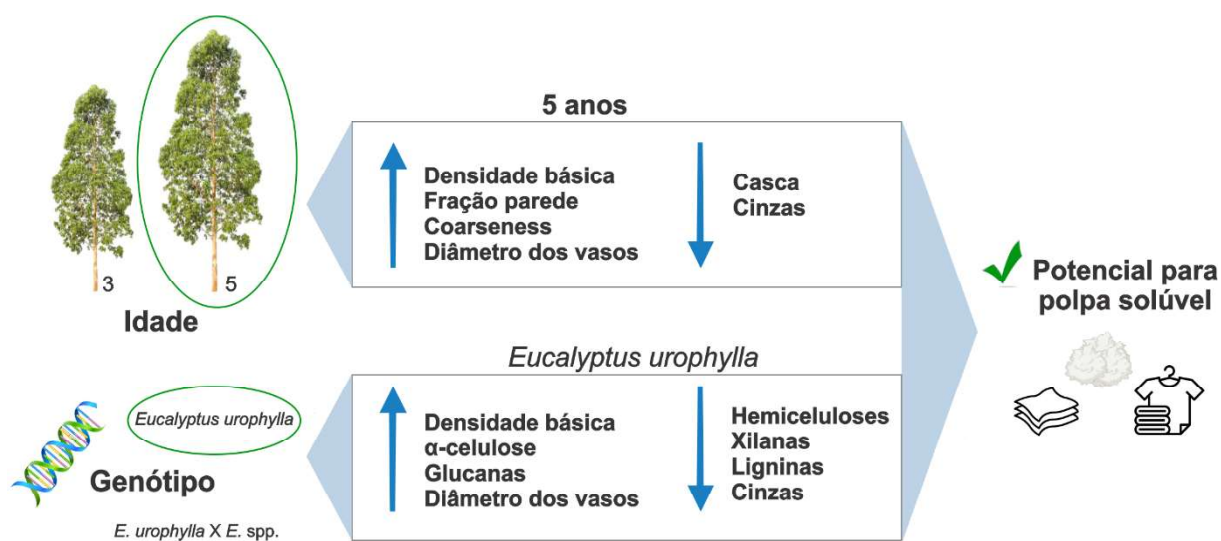 3
5
Idade
5 anos
Densidade básica
Fração parede
Coarseness
Diâmetro dos vasos
Casca
Cinzas
Eucalyptus urophylla
Genótipo
E. urophylla X E. spp.
Eucalyptus urophylla
Densidade básica
α-celulose
Glucanas
Diâmetro dos vasos
Hemiceluloses
Xilanas
Ligninas
Cinzas
Potencial para
polpa solúvel